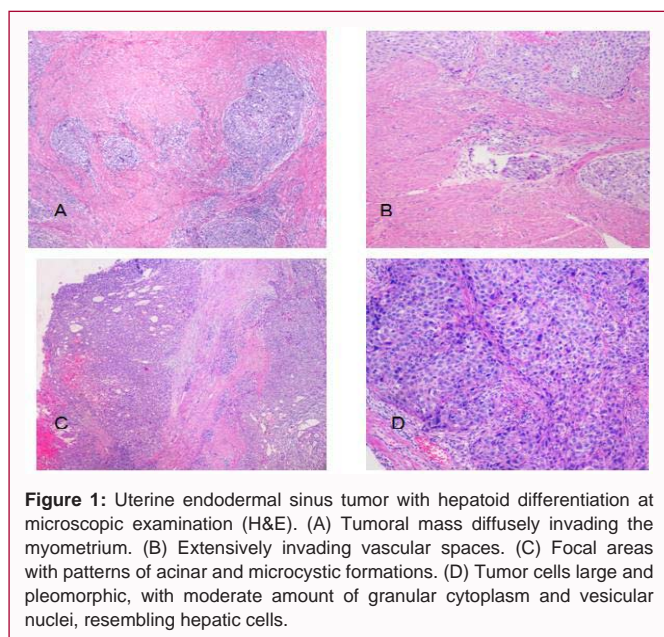 A
B
C
D
Figure 1: Uterine endodermal sinus tumor with hepatoid differentiation at
microscopic examination (H&E). (A) Tumoral mass diffusely invading the
myometrium. (B) Extensively invading vascular spaces. (C) Focal areas
with patterns of acinar and microcystic formations. (D) Tumor cells large and
pleomorphic, with moderate amount of granular cytoplasm and vesicular
nuclei, resembling hepatic cells.